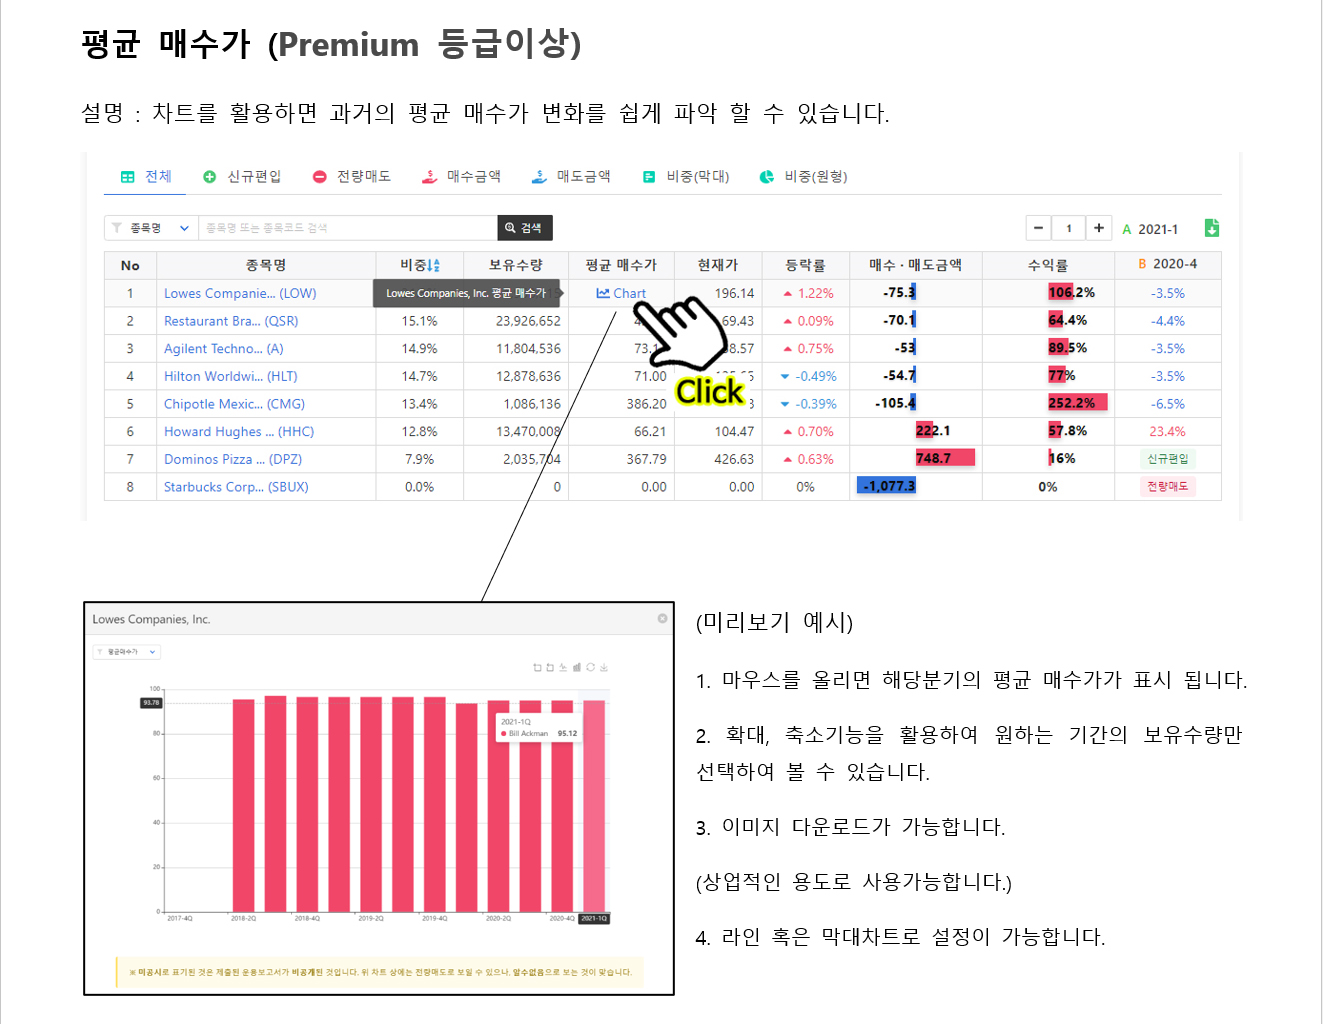 평균 매수가 (Premium 등급이상)
설명 : 차트를 활용하면 과거의 평균 매수가 변화를 쉽게 파악 할 수 있습니다.
전체 신규편입 전량매도 매수금액 매도금액 비중(막대) 비중(원형)
종목명 종목명 또는 종목코드 검색 검색 1 A 2021-1
No 종목명 비중 보유수량 평균 매수가 현재가 등락률 매수·매도금액 수익률 B 2020-4
1 Lowes Companie... (LOW) Lowes Companies, Inc. 평균 매수가 Chart 196.14 1.22% -75.3 106.2% -3.5%
2 Restaurant Bra... (QSR) 15.1% 23,926,652 69.43 0.09% -70.1 64.4% -4.4%
3 Agilent Techno... (A) 14.9% 11,804,536 73.1 8.57 0.75% -53 89.5% -3.5%
4 Hilton Worldwi... (HLT) 14.7% 12,878,636 71.00 -0.49% -54.7 77% -3.5%
5 Chipotle Mexic... (CMG) 13.4% 1,086,136 386.20 3 -0.39% -105.4 252.2% -6.5%
Click
6 Howard Hughes ... (HHC) 12.8% 13,470,008 66.21 104.47 0.70% 222.1 57.8% 23.4%
7 Dominos Pizza ... (DPZ) 7.9% 2,035,704 367.79 426.63 0.63% 748.7 16% 신규편입
8 Starbucks Corp... (SBUX) 0.0% 0 0.00 0.00 0% -1,077.3 0% 전량매도
Lowes Companies, Inc.
평균매수가
100
93.78
80
60
40
20
0
2021-1Q
Bill Ackman 95.12
2017-4Q 2018-2Q 2018-4Q 2019-2Q 2019-4Q 2020-2Q 2020-4Q 2021-1Q
※ 미공시로 표기된 것은 제출된 운용보고서가 비공개된 것입니다. 위 차트 상에는 전량매도로 보일 수 있으나, 알수없음으로 보는 것이 맞습니다.
(미리보기 예시)
1. 마우스를 올리면 해당분기의 평균 매수가가 표시 됩니다.
2. 확대, 축소기능을 활용하여 원하는 기간의 보유수량만
선택하여 볼 수 있습니다.
3. 이미지 다운로드가 가능합니다.
(상업적인 용도로 사용가능합니다.)
4. 라인 혹은 막대차트로 설정이 가능합니다.